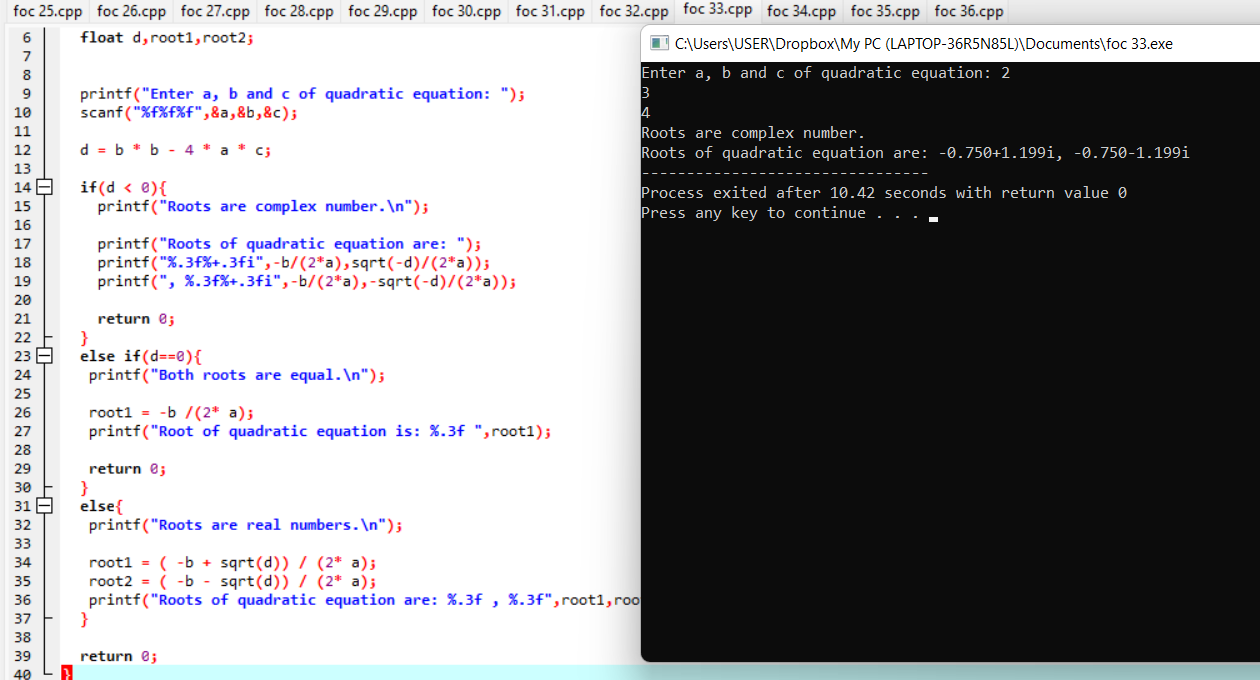 foc 25.cpp foc 26.cpp foc 27.cpp foc 28.cpp foc 29.cpp foc 30.cpp foc 31.cpp foc 32.cpp foc 33.cpp foc 34.cpp foc 35.cpp foc 36.cpp
6 float d,root1,root2;
7
8
9 printf("Enter a, b and c of quadratic equation: ");
10 scanf("%f%f%f",&a,&b,&c);
11
12 d = b * b - 4 * a * c;
13
14 if(d < 0){
15 printf("Roots are complex number.\n");
16
17 printf("Roots of quadratic equation are: ");
18 printf("%.3f%+.3fi",-b/(2*a),sqrt(-d)/(2*a));
19 printf(", %.3f%+.3fi",-b/(2*a),-sqrt(-d)/(2*a));
20
21 return 0;
22 }
23 else if(d==0){
24 printf("Both roots are equal.\n");
25
26 root1 = -b /(2* a);
27 printf("Root of quadratic equation is: %.3f ",root1);
28
29 return 0;
30 }
31 else{
32 printf("Roots are real numbers.\n");
33
34 root1 = ( -b + sqrt(d)) / (2* a);
35 root2 = ( -b - sqrt(d)) / (2* a);
36 printf("Roots of quadratic equation are: %.3f , %.3f",root1,roo
37 }
38
39 return 0;
40 }
C:\Users\USER\Dropbox\My PC (LAPTOP-36R5N85L)\Documents\foc 33.exe
Enter a, b and c of quadratic equation: 2
3
4
Roots are complex number.
Roots of quadratic equation are: -0.750+1.199i, -0.750-1.199i
--------------------------------
Process exited after 10.42 seconds with return value 0
Press any key to continue . . .